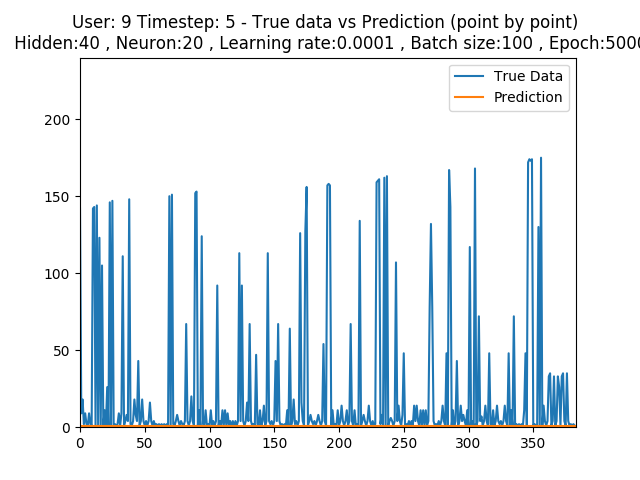 User: 9 Timestep: 5 - True data vs Prediction (point by point)
Hidden:40 , Neuron:20 , Learning rate:0.0001 , Batch size:100 , Epoch:5000
True Data
Prediction
200
150
100
50
0
0 50 100 150 200 250 300 350